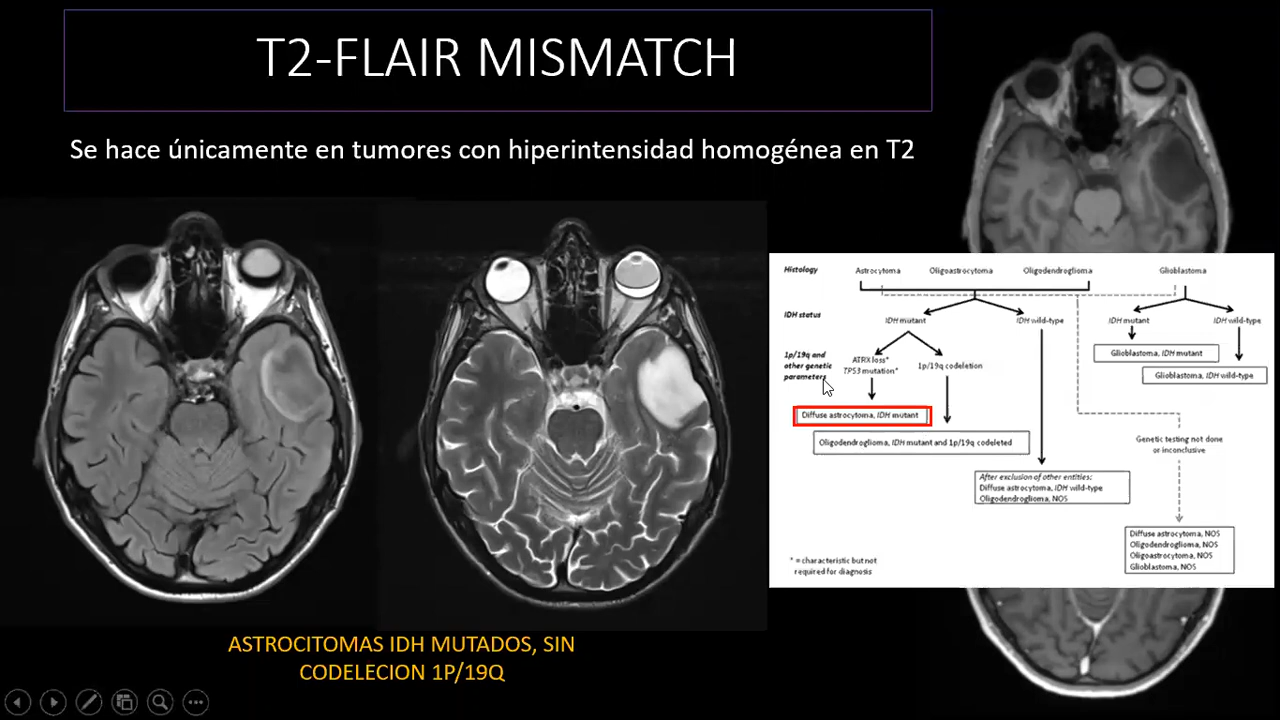 T2-FLAIR MISMATCH
Se hace únicamente en tumores con hiperintensidad homogénea en T2
Histology
Astrocytoma
Oligoastrocytoma
Oligodendroglioma
Glioblastoma
IDH status
IDH mutant
IDH wild-type
IDH mutant
IDH wild-type
1p/19q and
other genetic
parameters
ATRX loss*
TP53 mutation*
1p/19q codeletion
Glioblastoma, IDH mutant
Glioblastoma, IDH wild-type
Diffuse astrocytoma, IDH mutant
Oligodendroglioma, IDH mutant and 1p/19q codeleted
Genetic testing not done
or inconclusive
After exclusion of other entities:
Diffuse astrocytoma, IDH wild-type
Oligodendroglioma, NOS
Diffuse astrocytoma, NOS
Oligodendroglioma, NOS
Oligoastrocytoma, NOS
Glioblastoma, NOS
* = characteristic but not
required for diagnosis
ASTROCITOMAS IDH MUTADOS, SIN
CODELECION 1P/19Q